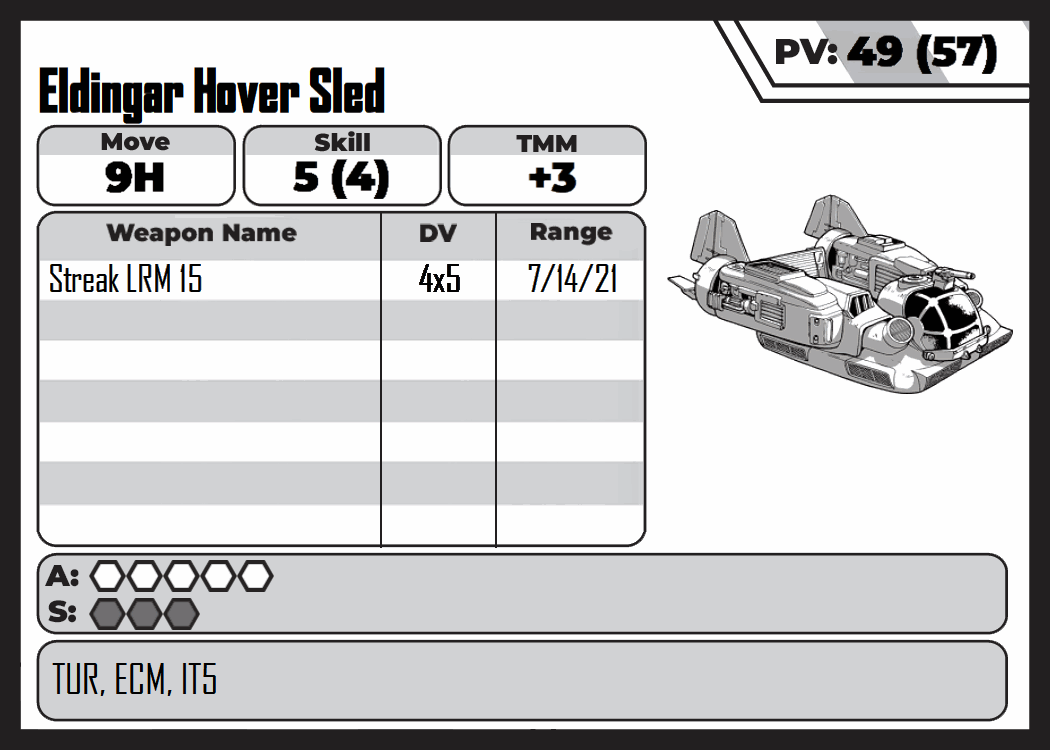 PV: 49 (57)
Eldingar Hover Sled
Move Skill TMM
9H 5 (4) +3
Weapon Name DV Range
Streak LRM 15 4x5 7/14/21
A:
S:
TUR, ECM, IT5